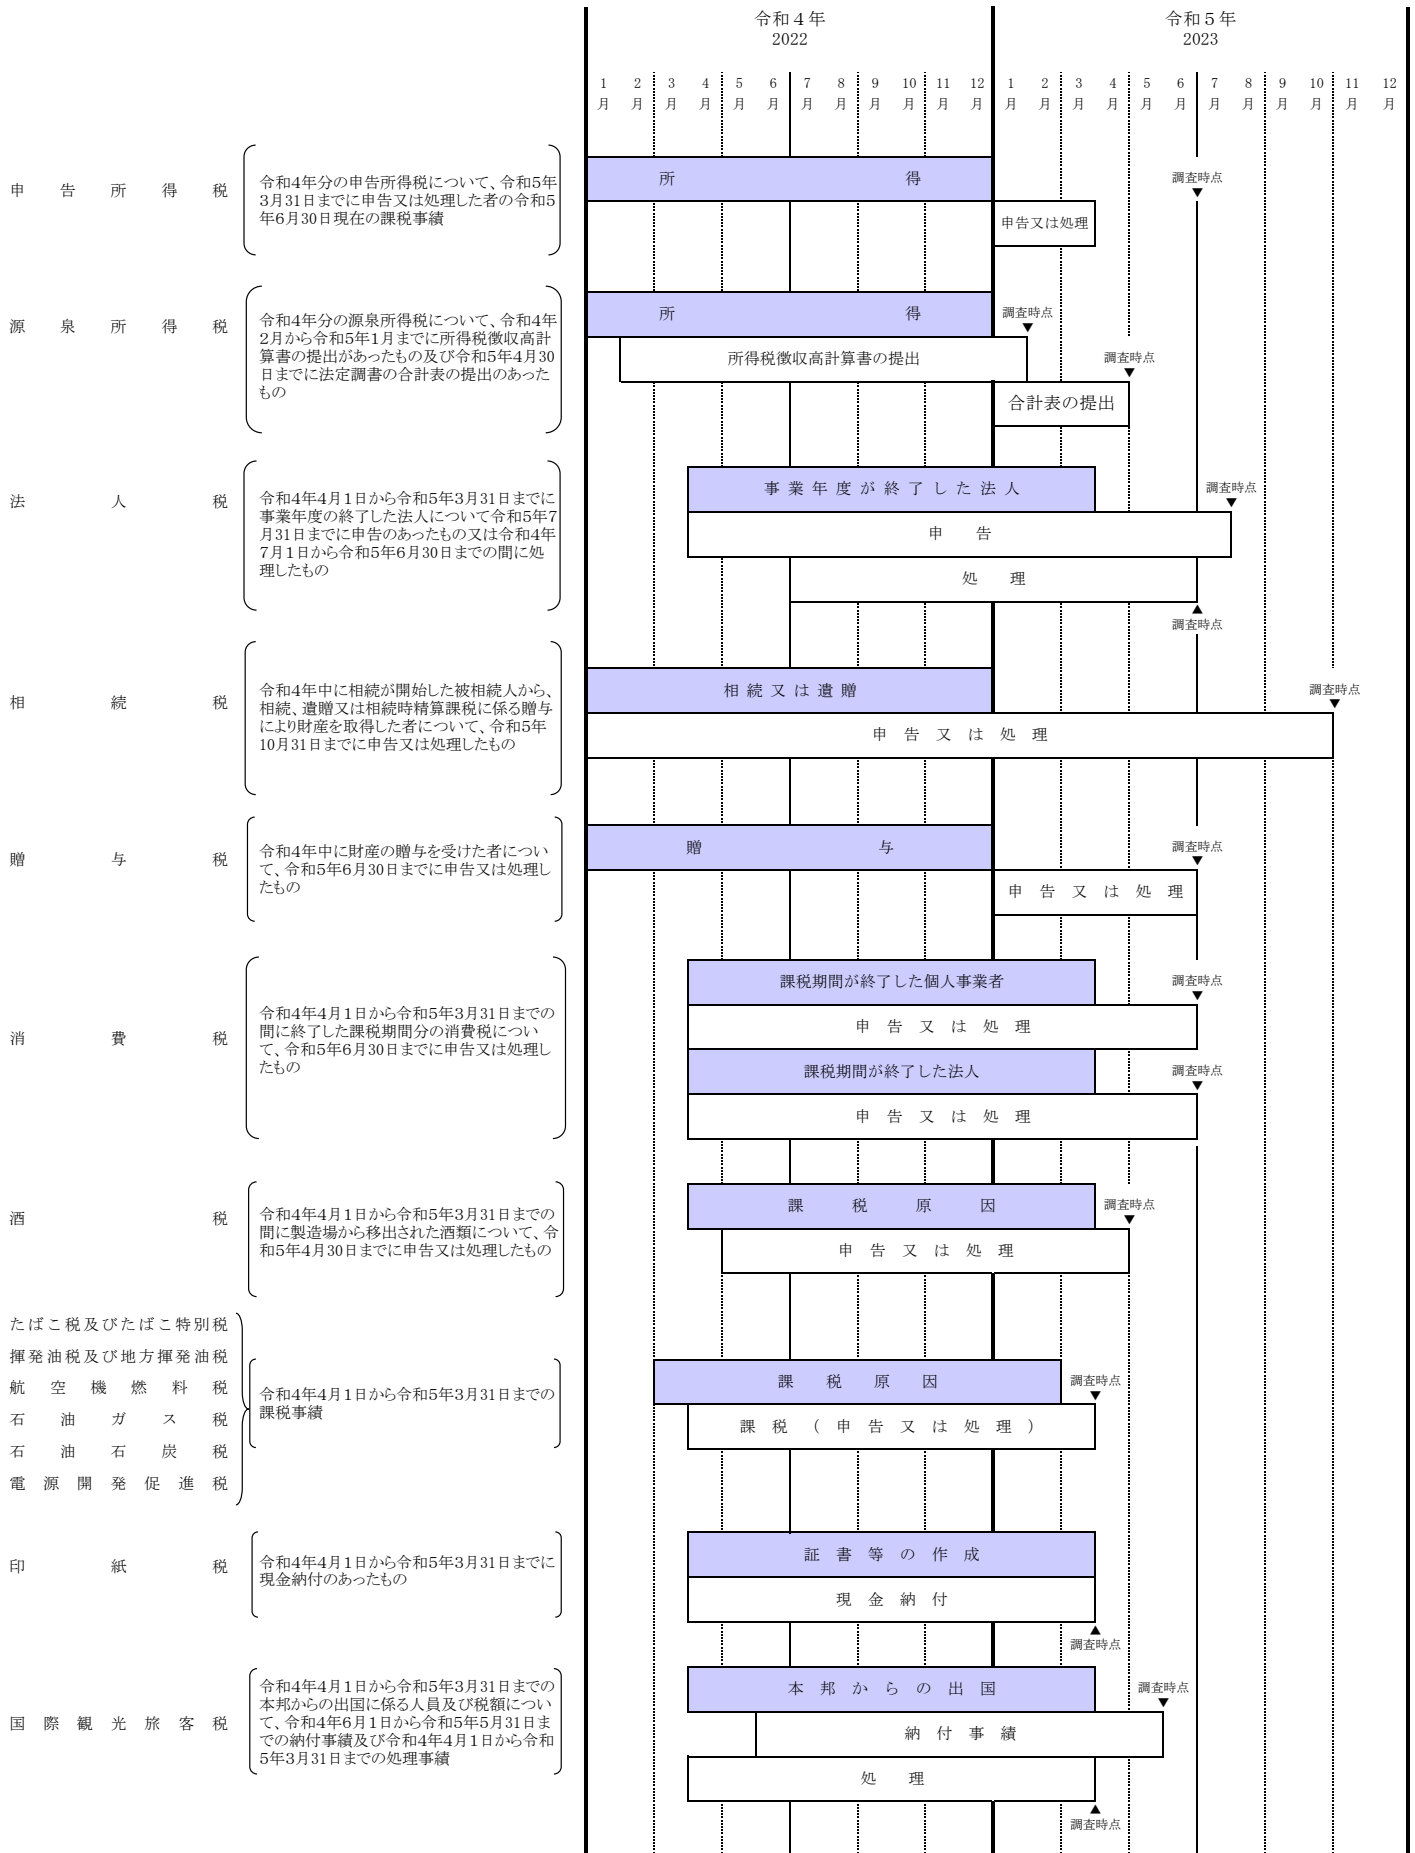 令和４年 令和５年
2022 2023
1 2 3 4 5 6 7 8 9 10 11 12 1 2 3 4 5 6 7 8 9 10 11 12
月 月 月 月 月 月 月 月 月 月 月 月 月 月 月 月 月 月 月 月 月 月 月 月
申告所得税
令和4年分の申告所得税について、令和5年
3月31日までに申告又は処理した者の令和5
年6月30日現在の課税事績
所得
調査時点
▼
申告又は処理
源泉所得税
令和4年分の源泉所得税について、令和4年
2月から令和5年1月までに所得税徴収高計
算書の提出があったもの及び令和5年4月30
日までに法定調書の合計表の提出のあった
もの
所得
調査時点
▼
所得税徴収高計算書の提出
調査時点
▼
合計表の提出
法人税
令和4年4月1日から令和5年3月31日までに
事業年度の終了した法人について令和5年7
月31日までに申告のあったもの又は令和4年
7月1日から令和5年6月30日までの間に処
理したもの
事業年度が終了した法人
調査時点
▼
申告
処理
▲
調査時点
相続税
令和4年中に相続が開始した被相続人から、
相続、遺贈又は相続時精算課税に係る贈与
により財産を取得した者について、令和5年
10月31日までに申告又は処理したもの
相続又は遺贈
調査時点
▼
申告又は処理
贈与税
令和4年中に財産の贈与を受けた者につい
て、令和5年6月30日までに申告又は処理し
たもの
贈与
調査時点
▼
申告又は処理
消費税
令和4年4月1日から令和5年3月31日までの
間に終了した課税期間分の消費税につい
て、令和5年6月30日までに申告又は処理し
たもの
課税期間が終了した個人事業者
調査時点
▼
申告又は処理
課税期間が終了した法人
調査時点
▼
申告又は処理
酒税
令和4年4月1日から令和5年3月31日までの
間に製造場から移出された酒類について、令
和5年4月30日までに申告又は処理したもの
課税原因
調査時点
▼
申告又は処理
たばこ税及びたばこ特別税
揮発油税及び地方揮発油税
航空機燃料税
石油ガス税
石油石炭税
電源開発促進税
令和4年4月1日から令和5年3月31日までの
課税事績
課税原因
調査時点
▼
課税（申告又は処理）
印紙税
令和4年4月1日から令和5年3月31日までに
現金納付のあったもの
証書等の作成
現金納付
▲
調査時点
国際観光旅客税
令和4年4月1日から令和5年3月31日までの
本邦からの出国に係る人員及び税額につい
て、令和4年6月1日から令和5年5月31日ま
での納付事績及び令和4年4月1日から令和
5年3月31日までの処理事績
本邦からの出国
調査時点
▼
納付事績
処理
▲
調査時点